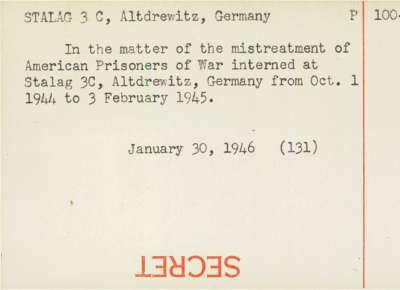 STALAG 3 C, Altdrewitz, Germany P 100-
In the matter of the mistreatment of
American Prisoners of War interned at
Stalag 3C, Altdrewitz, Germany from Oct. 1
1944 to 3 February 1945.
January 30, 1946 (131)
SECRET